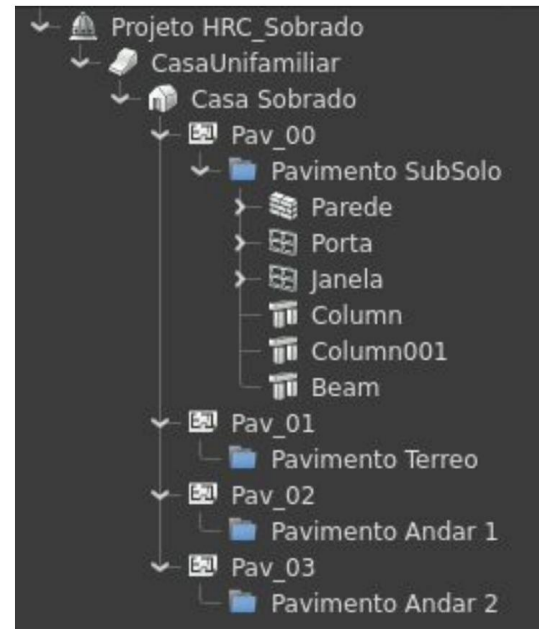 Projeto HRC_Sobrado
CasaUnifamiliar
Casa Sobrado
Pav_00
Pavimento SubSolo
Parede
Porta
Janela
Column
Column001
Beam
Pav_01
Pavimento Terreo
Pav_02
Pavimento Andar 1
Pav_03
Pavimento Andar 2